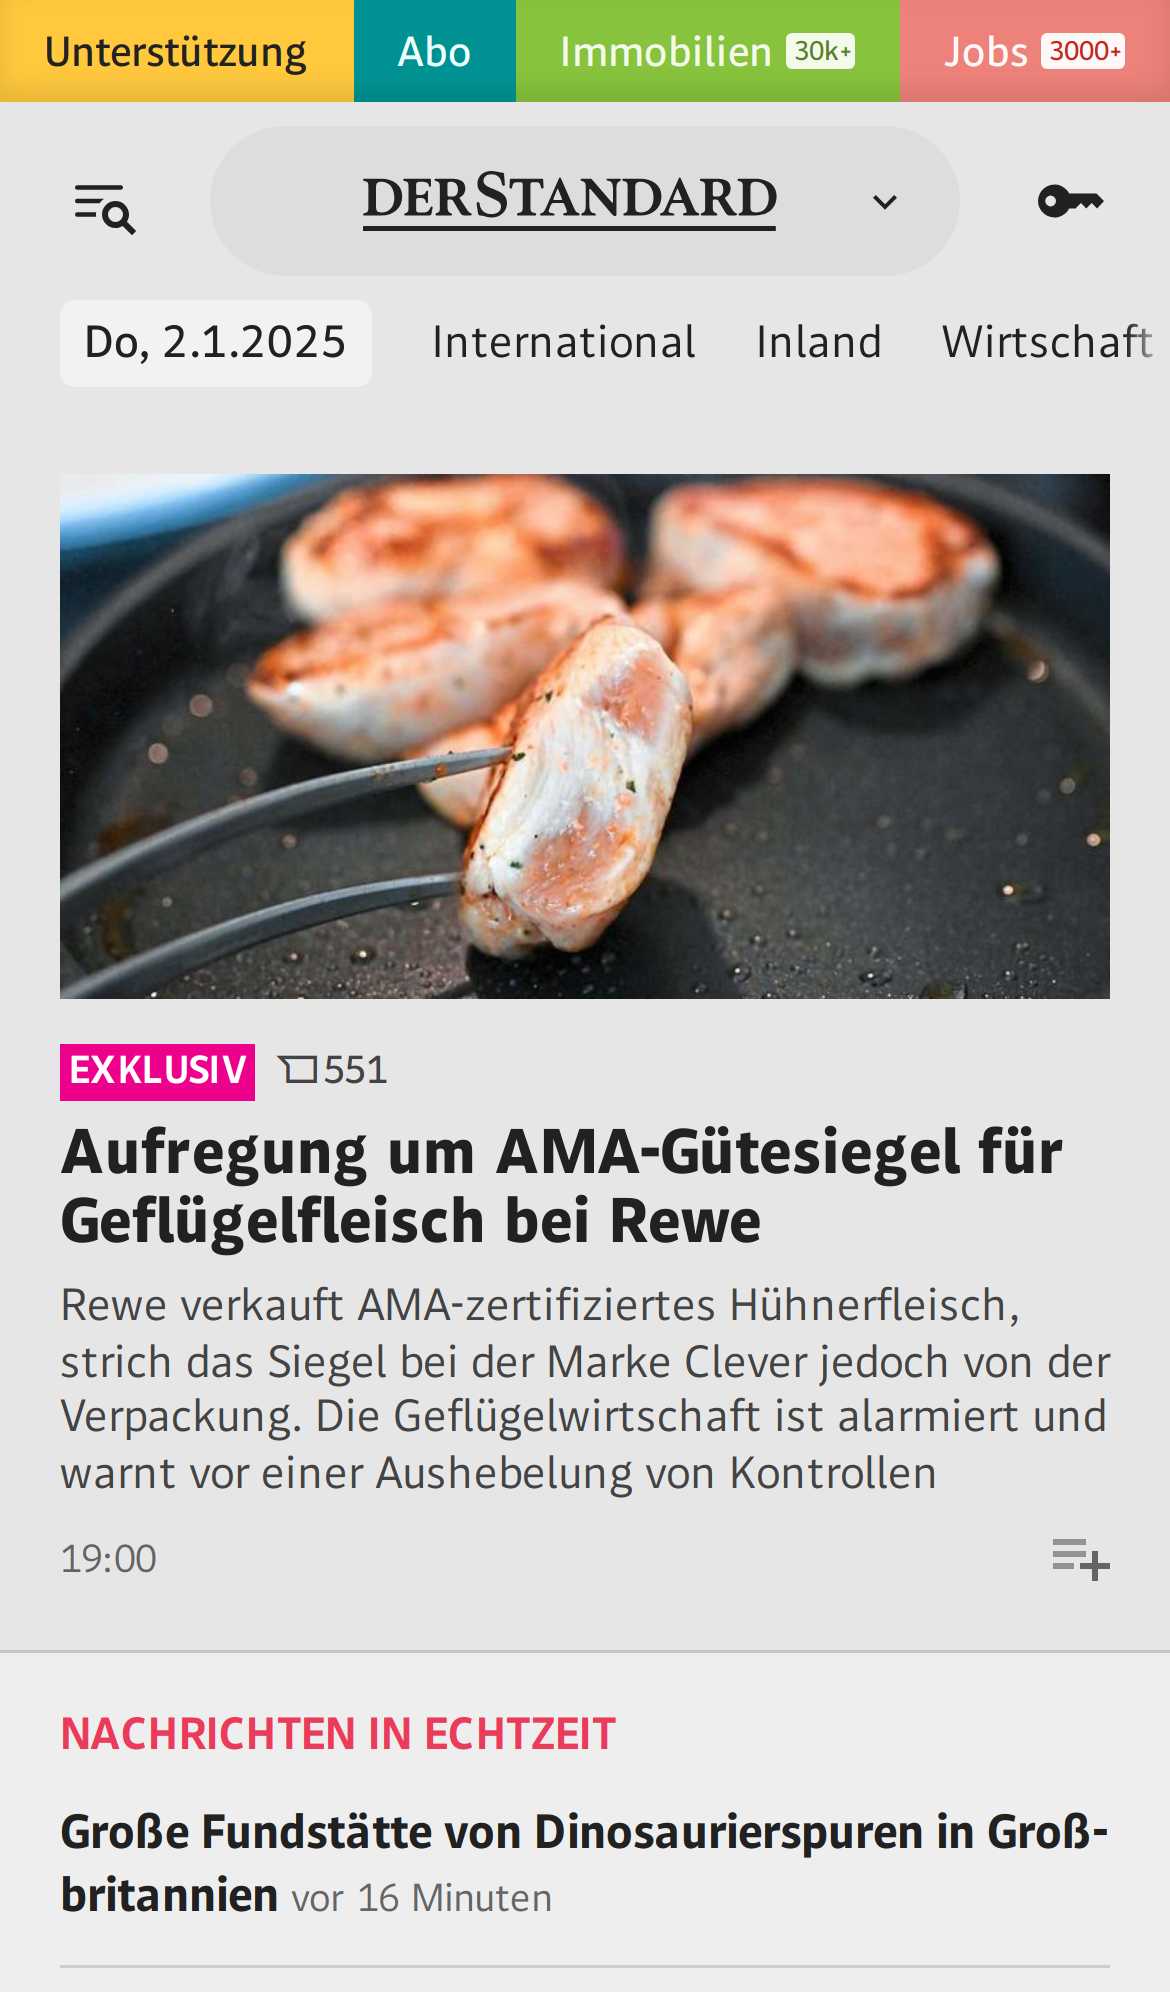 Unterstützung Abo Immobilien 30k+ Jobs 3000+
DERSTANDARD
Do, 2.1.2025 International Inland Wirtschaft
EXKLUSIV 551
Aufregung um AMA-Gütesiegel für
Geflügelfleisch bei Rewe
Rewe verkauft AMA-zertifiziertes Hühnerfleisch,
strich das Siegel bei der Marke Clever jedoch von der
Verpackung. Die Geflügelwirtschaft ist alarmiert und
warnt vor einer Aushebelung von Kontrollen
19:00
NACHRICHTEN IN ECHTZEIT
Große Fundstätte von Dinosaurierspuren in Groß-
britannien vor 16 Minuten